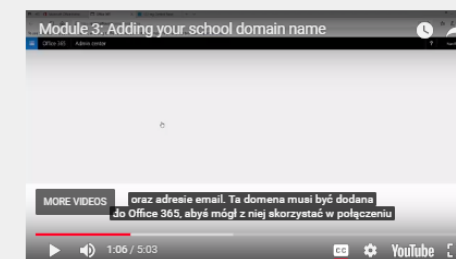 Module 3: Adding your school domain name
Office 365 Admin center ?
MORE VIDEOS
oraz adresie email. Ta domena musi być dodana
do Office 365, abyś mógł z niej skorzystać w połączeniu
1:06 / 5:03 CC YouTube